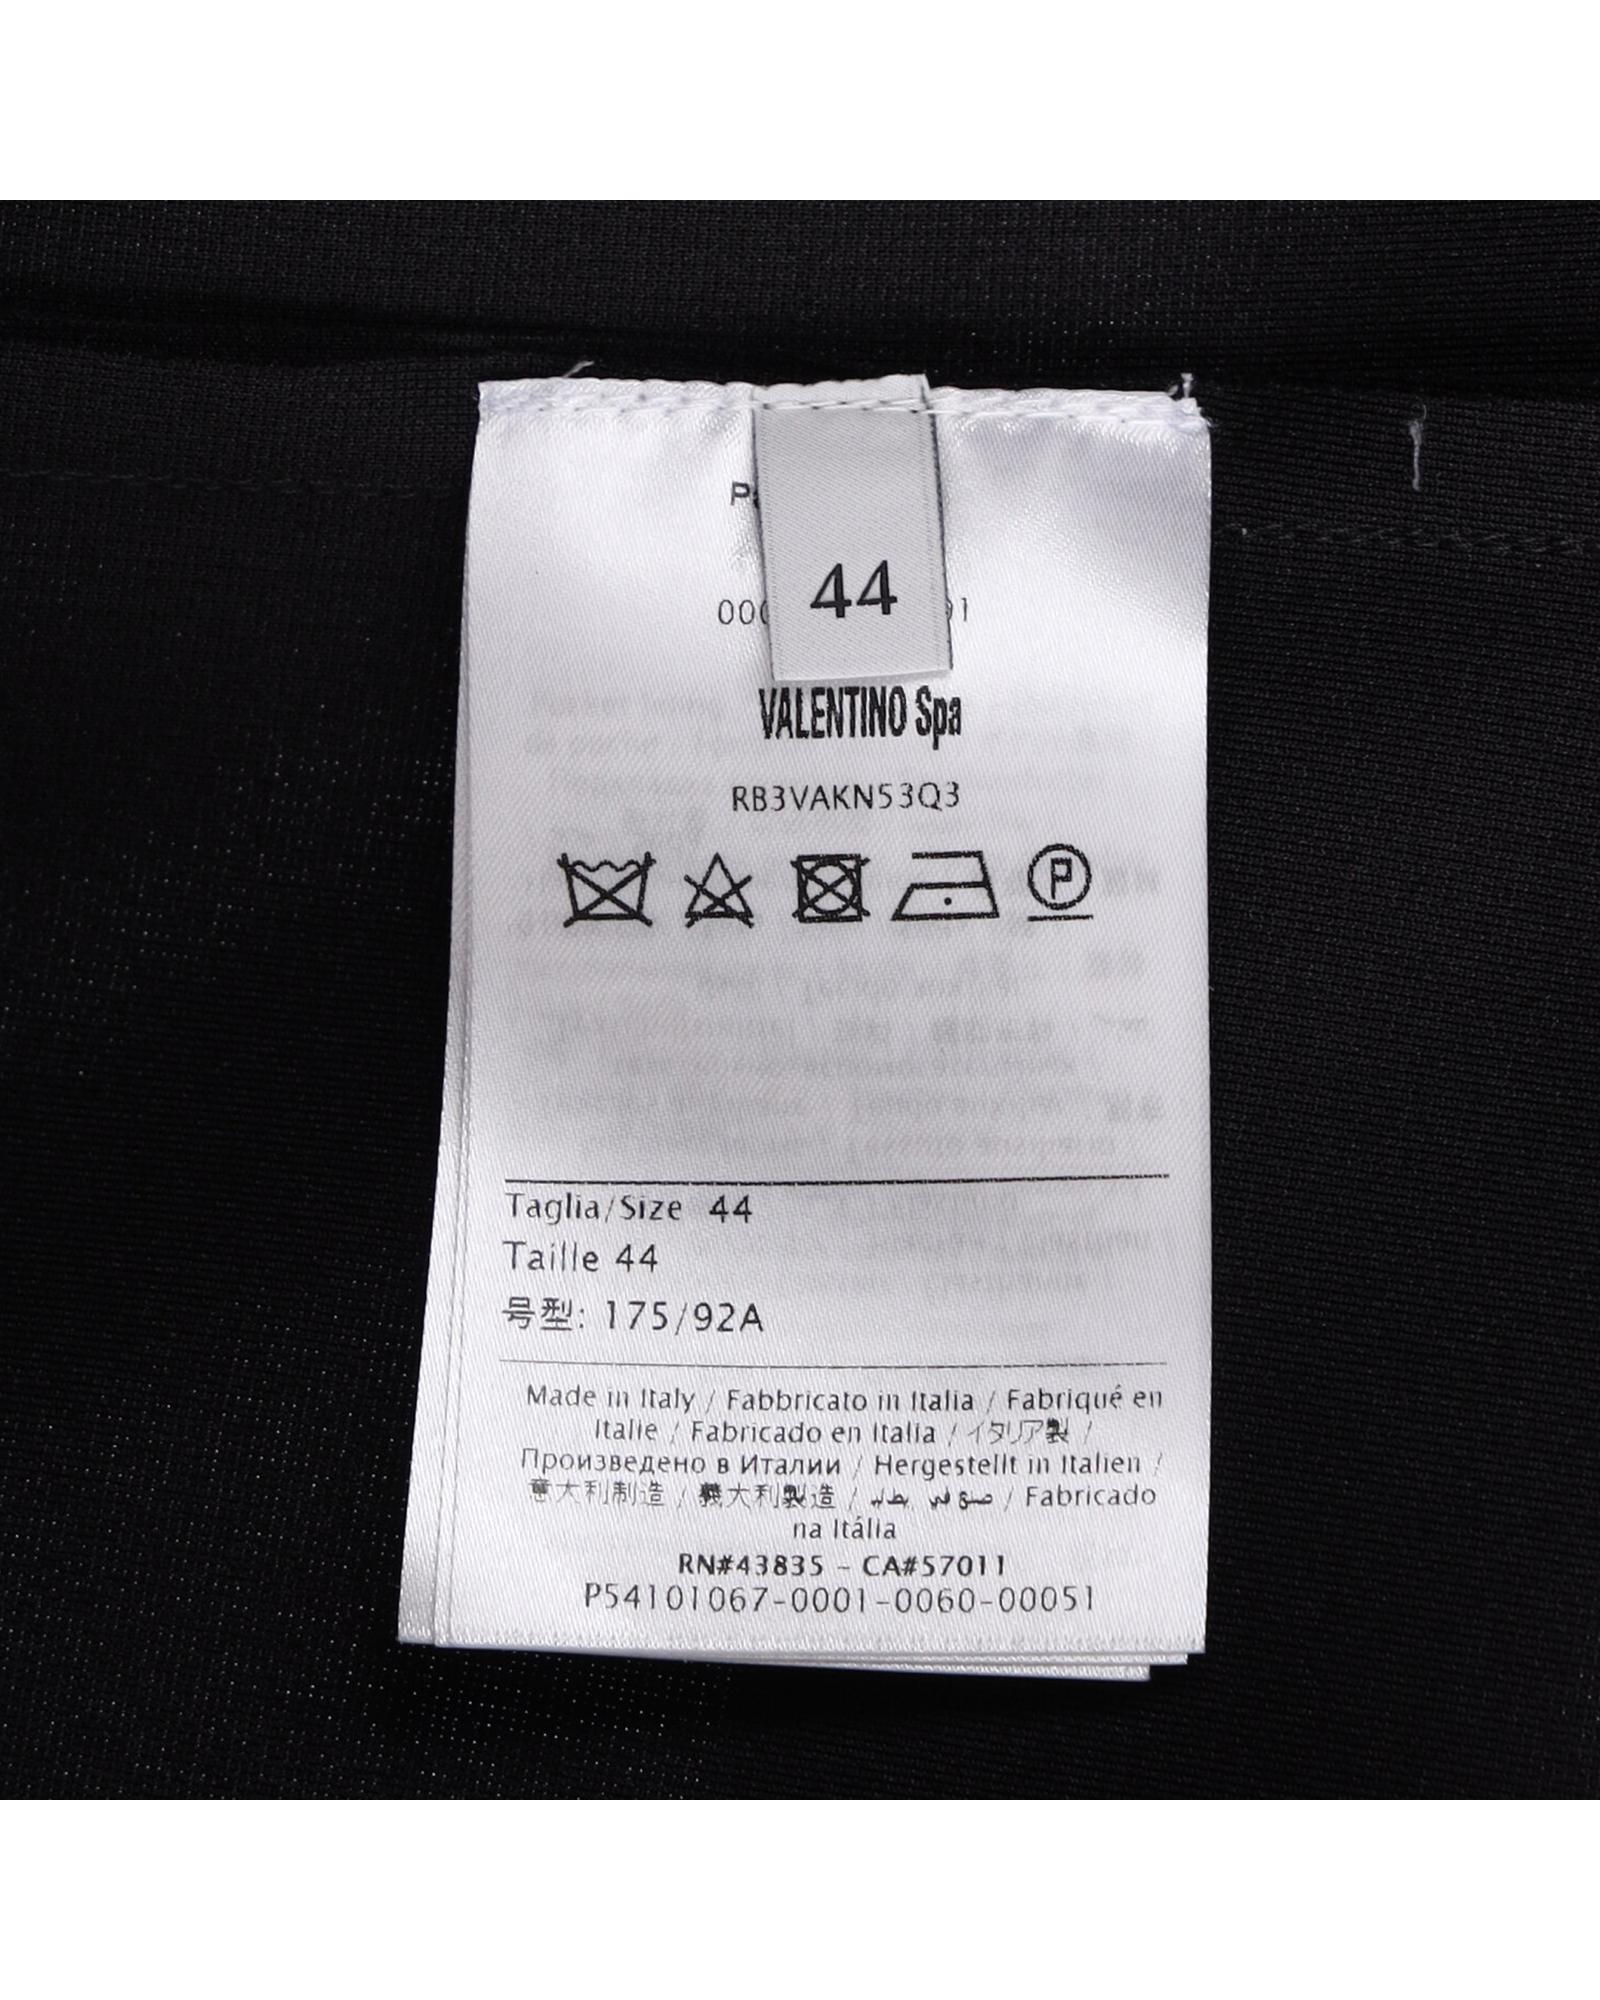 44
VALENTINO Spa
RB3VAKN53Q3
P
Taglia/Size 44
Taille 44
号型: 175/92A
Made in Italy / Fabbricato in Italia / Fabriqué en
Italie / Fabricado en Italia / イタリア製 /
Произведено в Италии / Hergestellt in Italien /
意大利制造 / 義大利製造 / / Fabricado
na Itália
RN#43835 - CA#57011
P54101067-0001-0060-00051